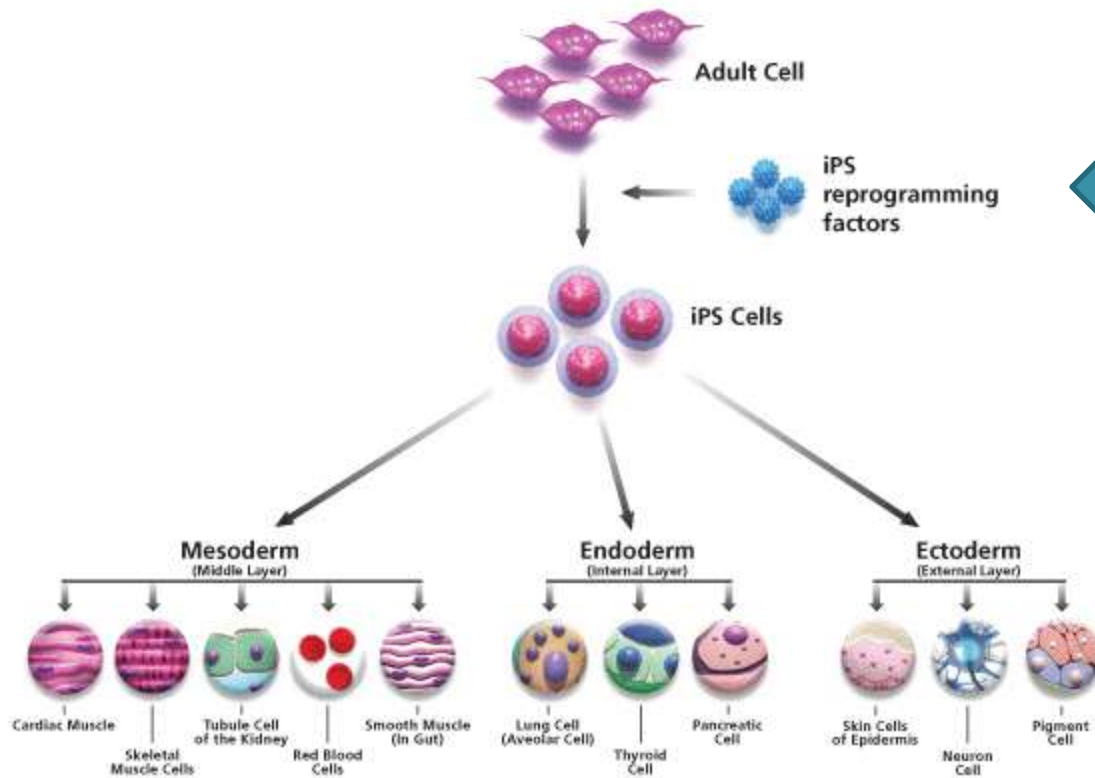 Adult Cell
iPS
reprogramming
factors
iPS Cells
Mesoderm
(Middle Layer)
Endoderm
(Internal Layer)
Ectoderm
(External Layer)
Cardiac Muscle
Skeletal
Muscle Cells
Tubule Cell
of the Kidney
Red Blood
Cells
Smooth Muscle
(In Gut)
Lung Cell
(Aveolar Cell)
Thyroid
Cell
Pancreatic
Cell
Skin Cells
of Epidermis
Neuron
Cell
Pigment
Cell